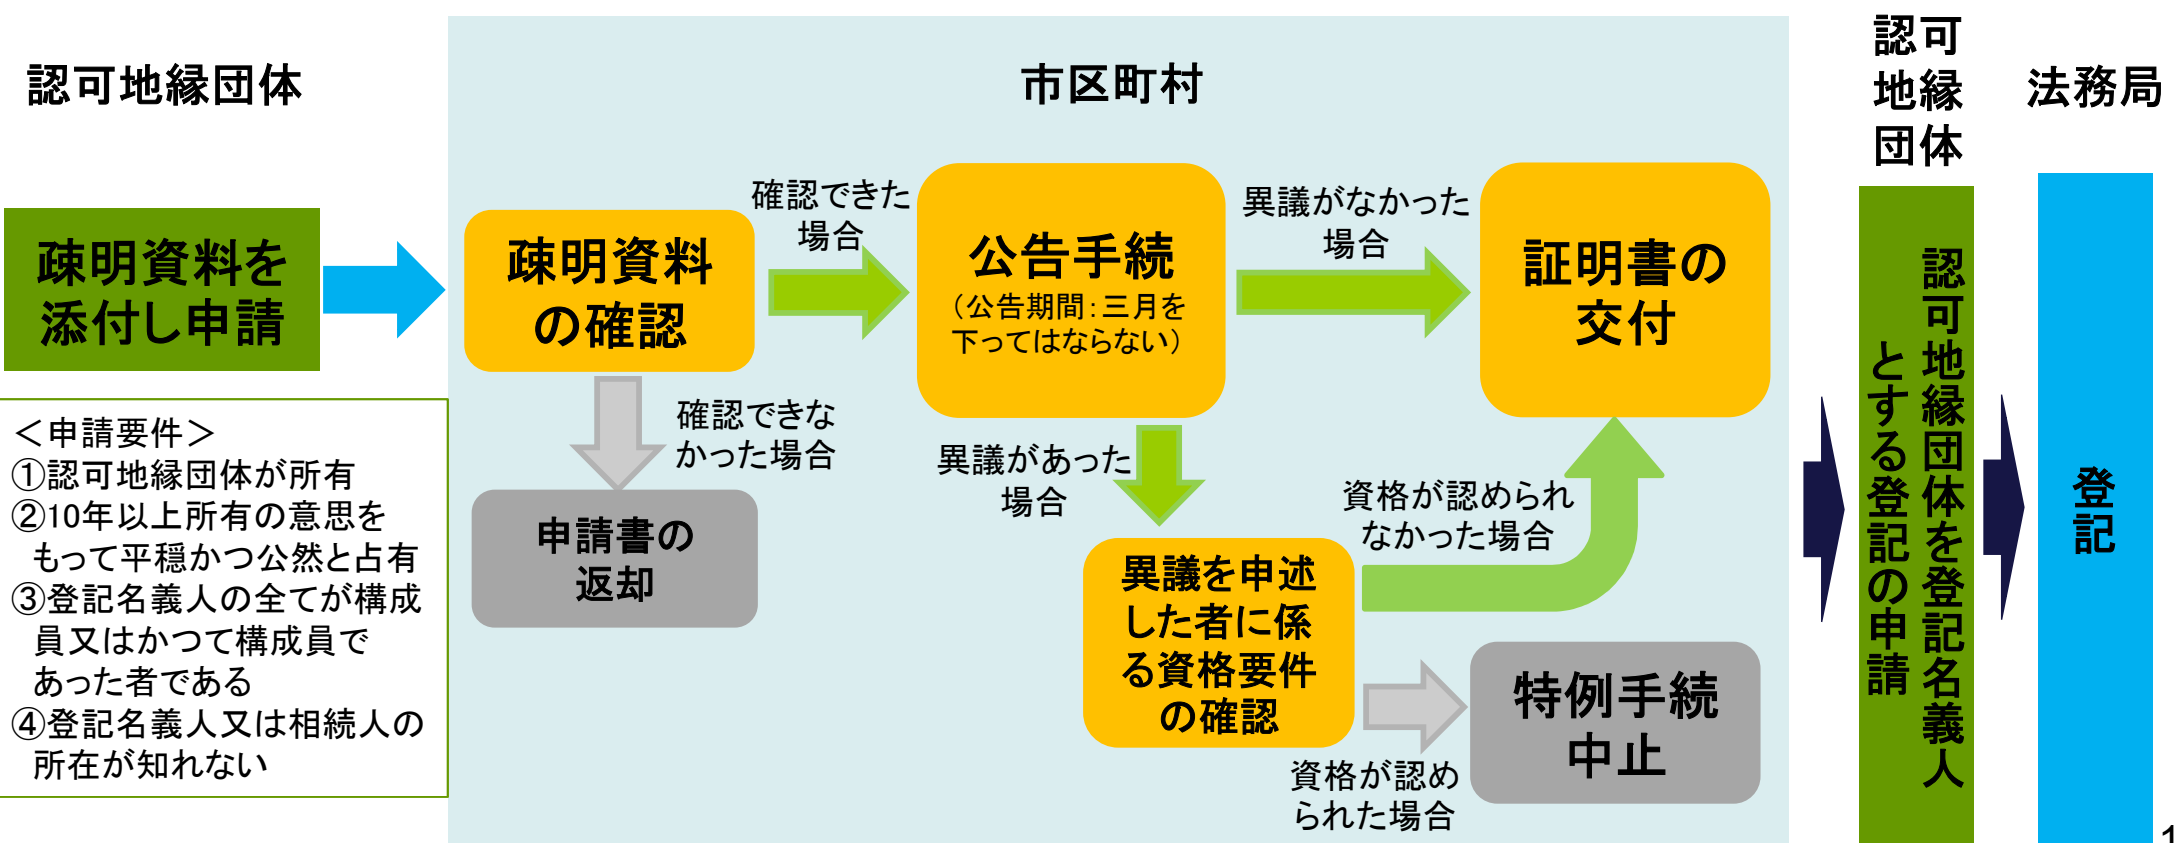 認可地縁団体
市区町村
認可
地縁
団体
法務局
疎明資料を
添付し申請
＜申請要件＞
①認可地縁団体が所有
②10年以上所有の意思を
もって平穏かつ公然と占有
③登記名義人の全てが構成
員又はかつて構成員で
あった者である
④登記名義人又は相続人の
所在が知れない
疎明資料
の確認
確認できた
場合
確認できな
かった場合
申請書の
返却
公告手続
（公告期間：三月を
下ってはならない）
異議がなかった
場合
異議があった
場合
証明書の
交付
異議を申述
した者に係
る資格要件
の確認
資格が認められ
なかった場合
資格が認め
られた場合
特例手続
中止
認可地縁団体を登記名義人
とする登記の申請
登記
1